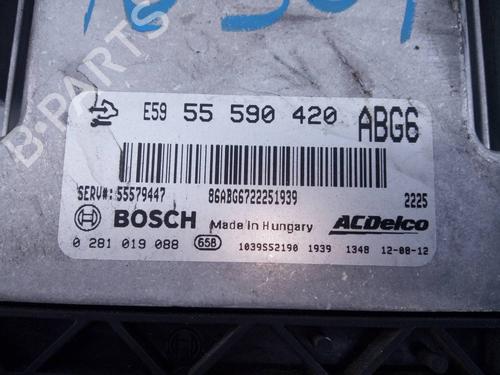 B-PARTS
E59 55 590 420 ABG6
SERV#: 55579447 86ABG6722251939 2225
BOSCH Made in Hungary ACDelco
0 281 019 088 658 1039S52190 1939 1348 12-08-12